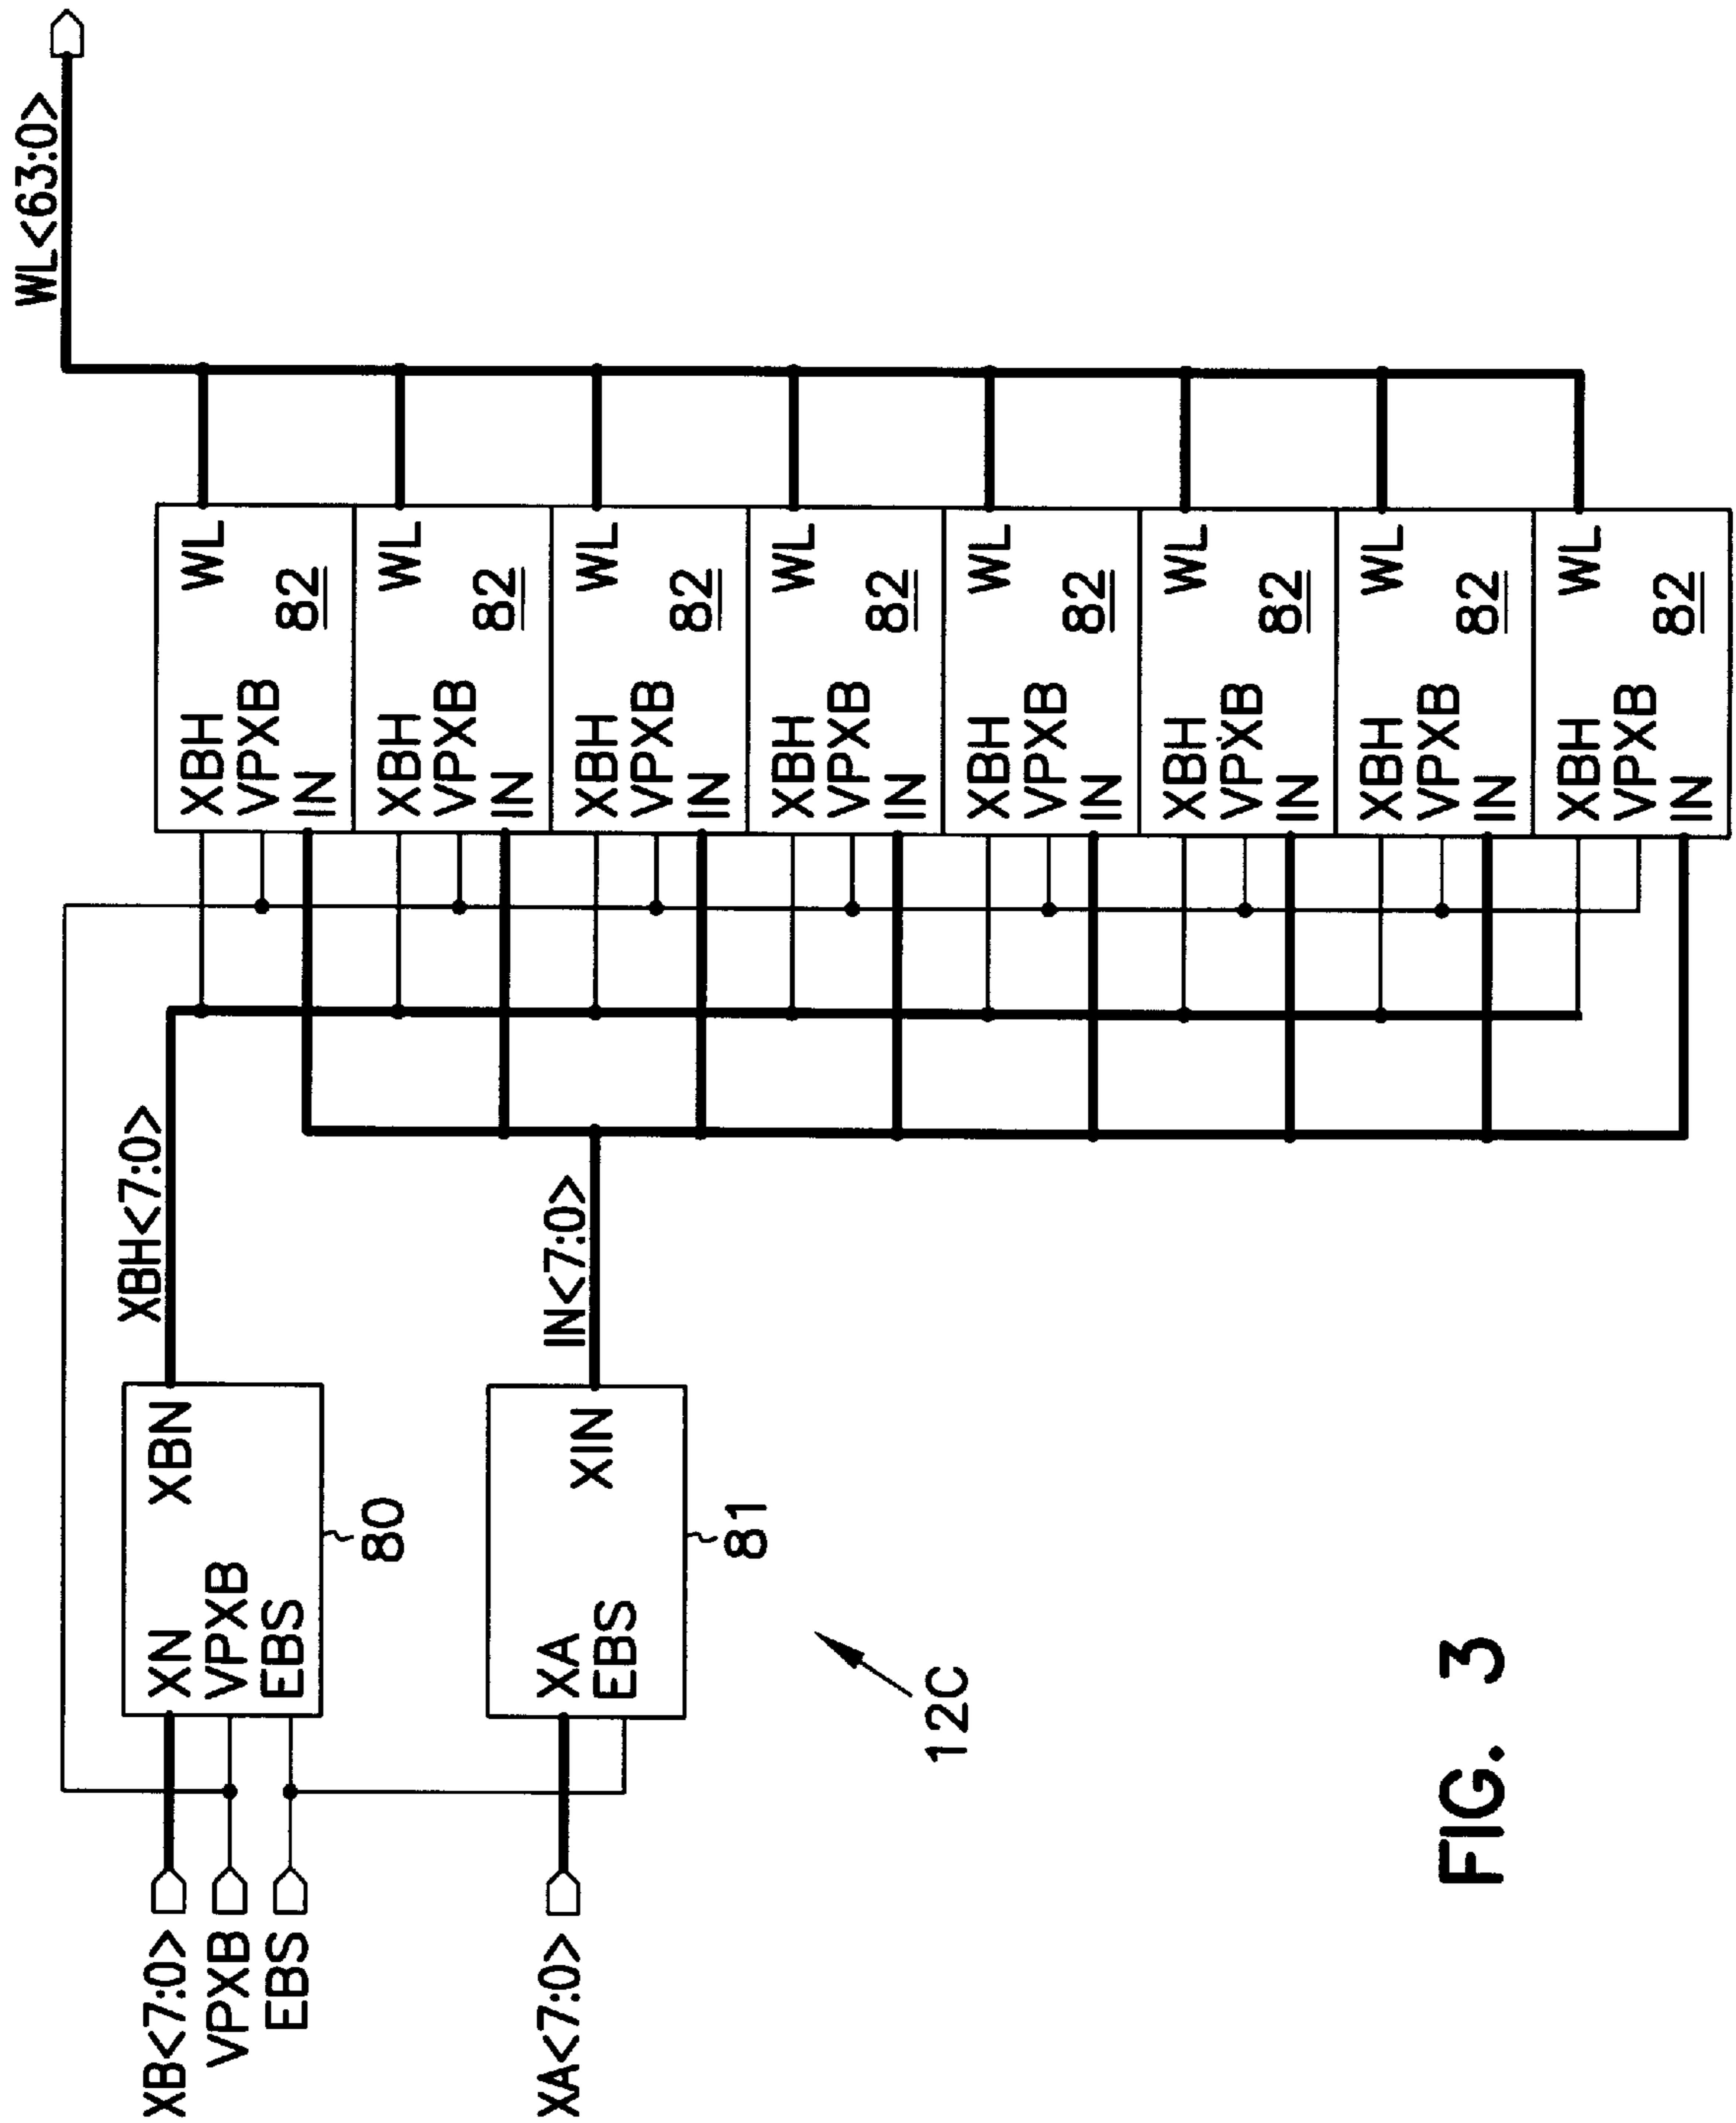 WL<63:0>
XBH<7:0>
IN<7:0>
XB<7:0>
VPXB
EBS
XA<7:0>
XN
VPXB
EBS
XBN
80
XA
EBS
XIN
81
12C
XBH
VPXB
IN
WL
82
XBH
VPXB
IN
WL
82
XBH
VPXB
IN
WL
82
XBH
VPXB
IN
WL
82
XBH
VPXB
IN
WL
82
XBH
VPXB
IN
WL
82
XBH
VPXB
IN
WL
82
XBH
VPXB
IN
WL
82
FIG. 3